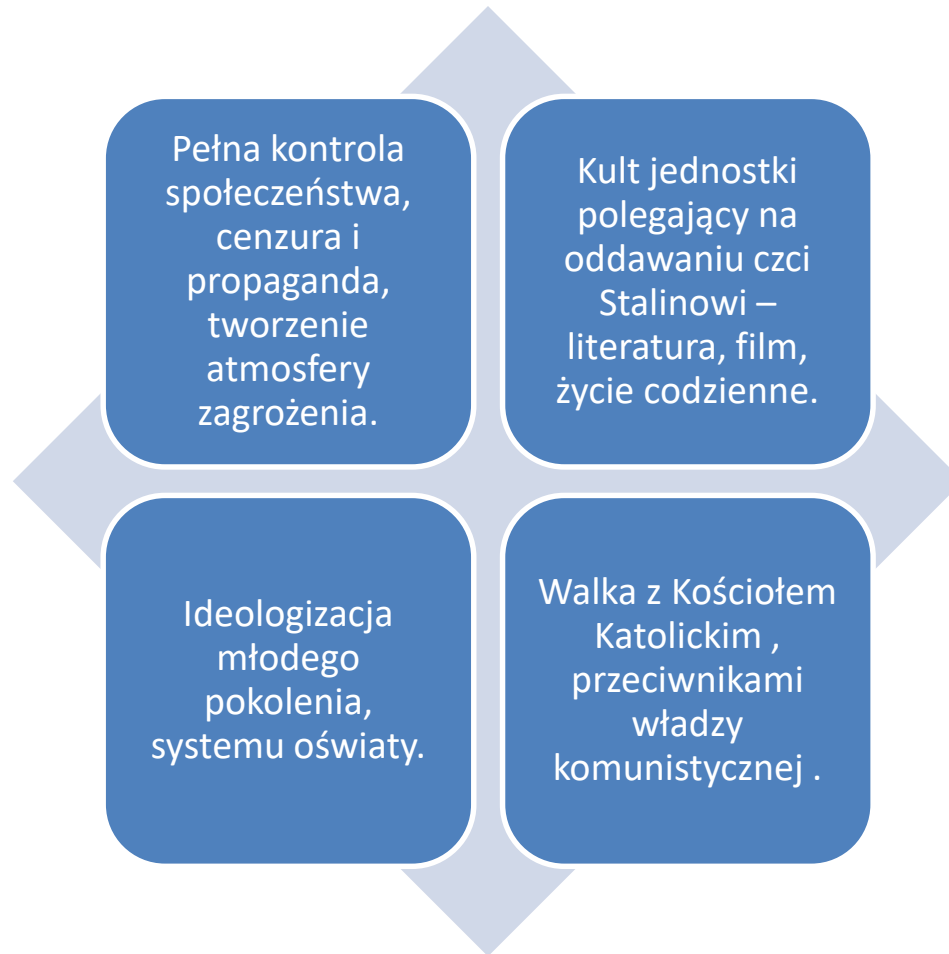 Pełna kontrola
społeczeństwa,
cenzura i
propaganda,
tworzenie
atmosfery
zagrożenia.
Kult jednostki
polegający na
oddawaniu czci
Stalinowi –
literatura, film,
życie codzienne.
Ideologizacja
młodego
pokolenia,
systemu oświaty.
Walka z Kościołem
Katolickim ,
przeciwnikami
władzy
komunistycznej .